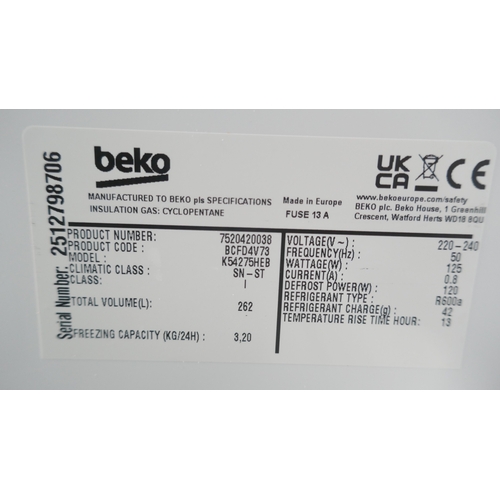 beko
MANUFACTURED TO BEKO pls SPECIFICATIONS
INSULATION GAS: CYCLOPENTANE
Made in Europe
FUSE 13 A
UK
CA
CE
www.bekoeurope.com/safety
BEKO plc. Beko House, 1 Greenhill
Crescent, Watford Herts WD18 8QU
Serial Number: 2512798706
PRODUCT NUMBER: 7520420038
PRODUCT CODE : BCFD4V73
MODEL : K54275HEB
CLIMATIC CLASS : SN-ST
CLASS: I
TOTAL VOLUME(L): 262
FREEZING CAPACITY (KG/24H): 3,20
VOLTAGE(V~): 220-240
FREQUENCY(Hz): 50
WATTAGE(W): 125
CURRENT(A) : 0.8
DEFROST POWER(W) : 120
REFRIGERANT TYPE : R600a
REFRIGERANT CHARGE(g): 42
TEMPERATURE RISE TIME HOUR: 13